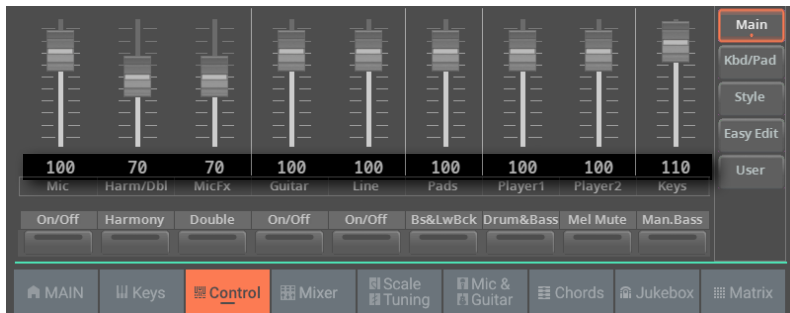 Main
Kbd/Pad
Style
Easy Edit
User
100 70 70 100 100 100 100 100 110
Mic Harm/Dbl MicFx Guitar Line Pads Player1 Player2 Keys
On/Off Harmony Double On/Off On/Off Bs&LwBck Drum&Bass Mel Mute Man.Bass
MAIN Keys Control Mixer Scale Tuning Mic & Guitar Chords Jukebox Matrix